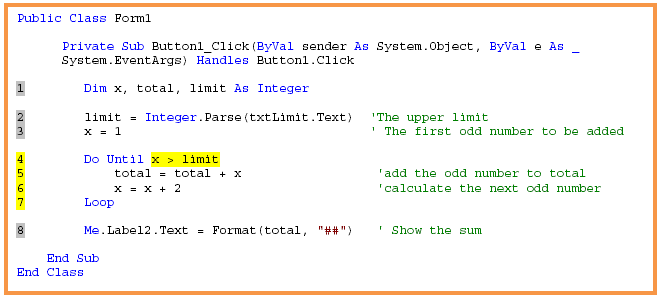 Public Class Form1
Private Sub Button1_Click(ByVal sender As System.Object, ByVal e As _
System.EventArgs) Handles Button1.Click
1 Dim x, total, limit As Integer
2 limit = Integer.Parse(txtLimit.Text) 'The upper limit
3 x = 1 ' The first odd number to be added
4 Do Until x > limit
5 total = total + x 'add the odd number to total
6 x = x + 2 'calculate the next odd number
7 Loop
8 Me.Label2.Text = Format(total, "##") ' Show the sum
End Sub
End Class